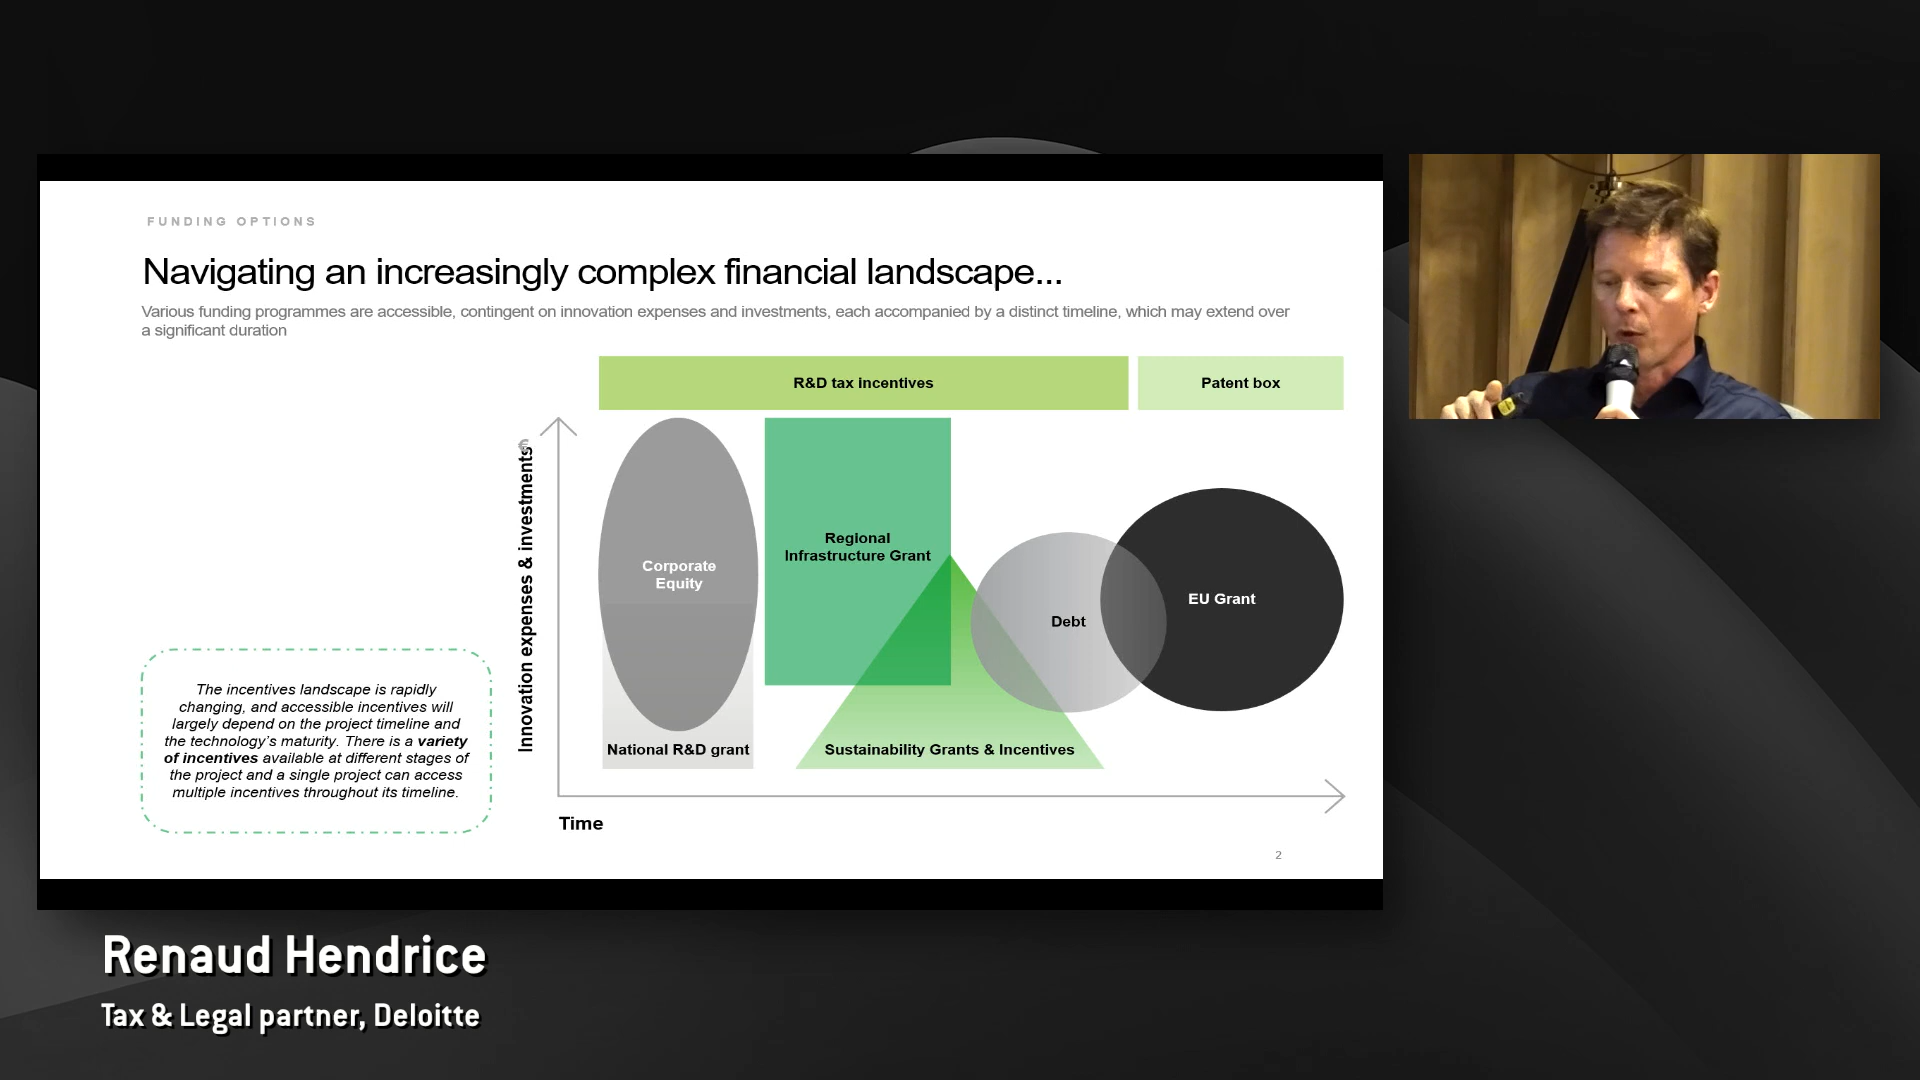 FUNDING OPTIONS
Navigating an increasingly complex financial landscape...
Various funding programmes are accessible, contingent on innovation expenses and investments, each accompanied by a distinct timeline, which may extend over
a significant duration
R&D tax incentives
Patent box
Innovation expenses & investments
€
Corporate
Equity
National R&D grant
Regional
Infrastructure Grant
Sustainability Grants & Incentives
Debt
EU Grant
Time
The incentives landscape is rapidly
changing, and accessible incentives will
largely depend on the project timeline and
the technology's maturity. There is a variety
of incentives available at different stages of
the project and a single project can access
multiple incentives throughout its timeline.
2
Renaud Hendrice
Tax & Legal partner, Deloitte